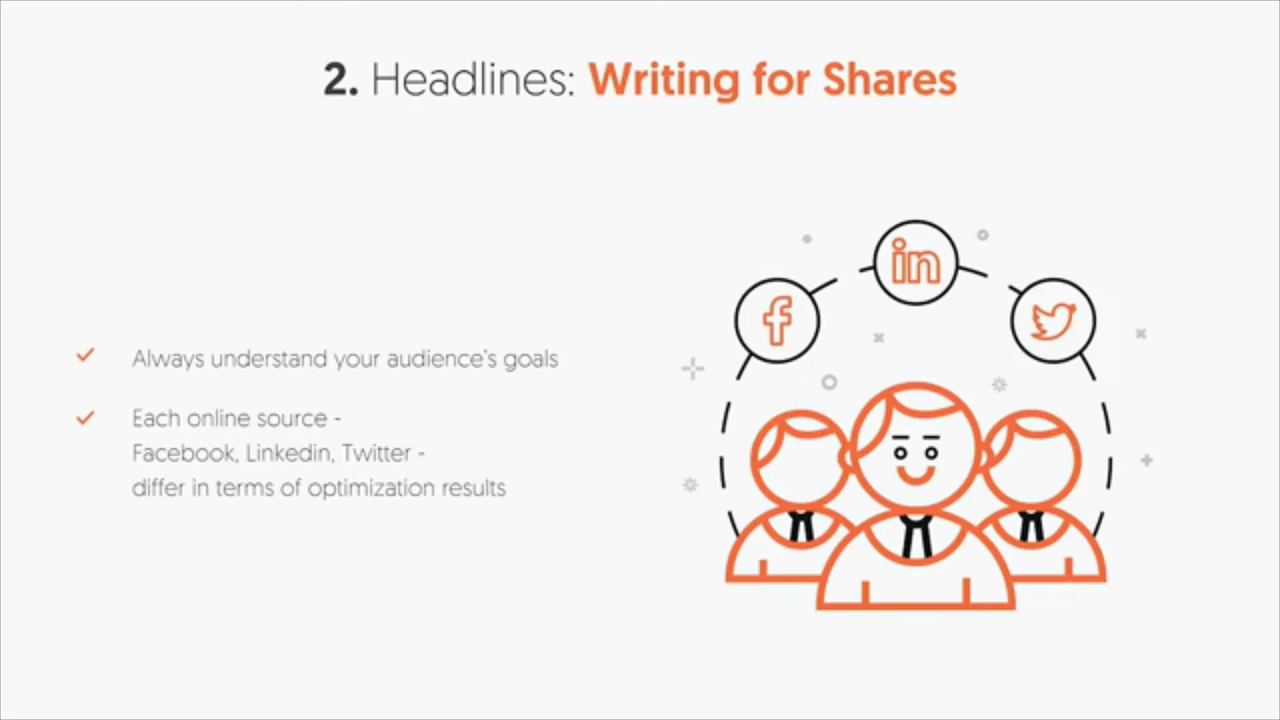 2. Headlines: Writing for Shares
Always understand your audience's goals
Each online source -
Facebook, Linkedin, Twitter -
differ in terms of optimization results
f
in